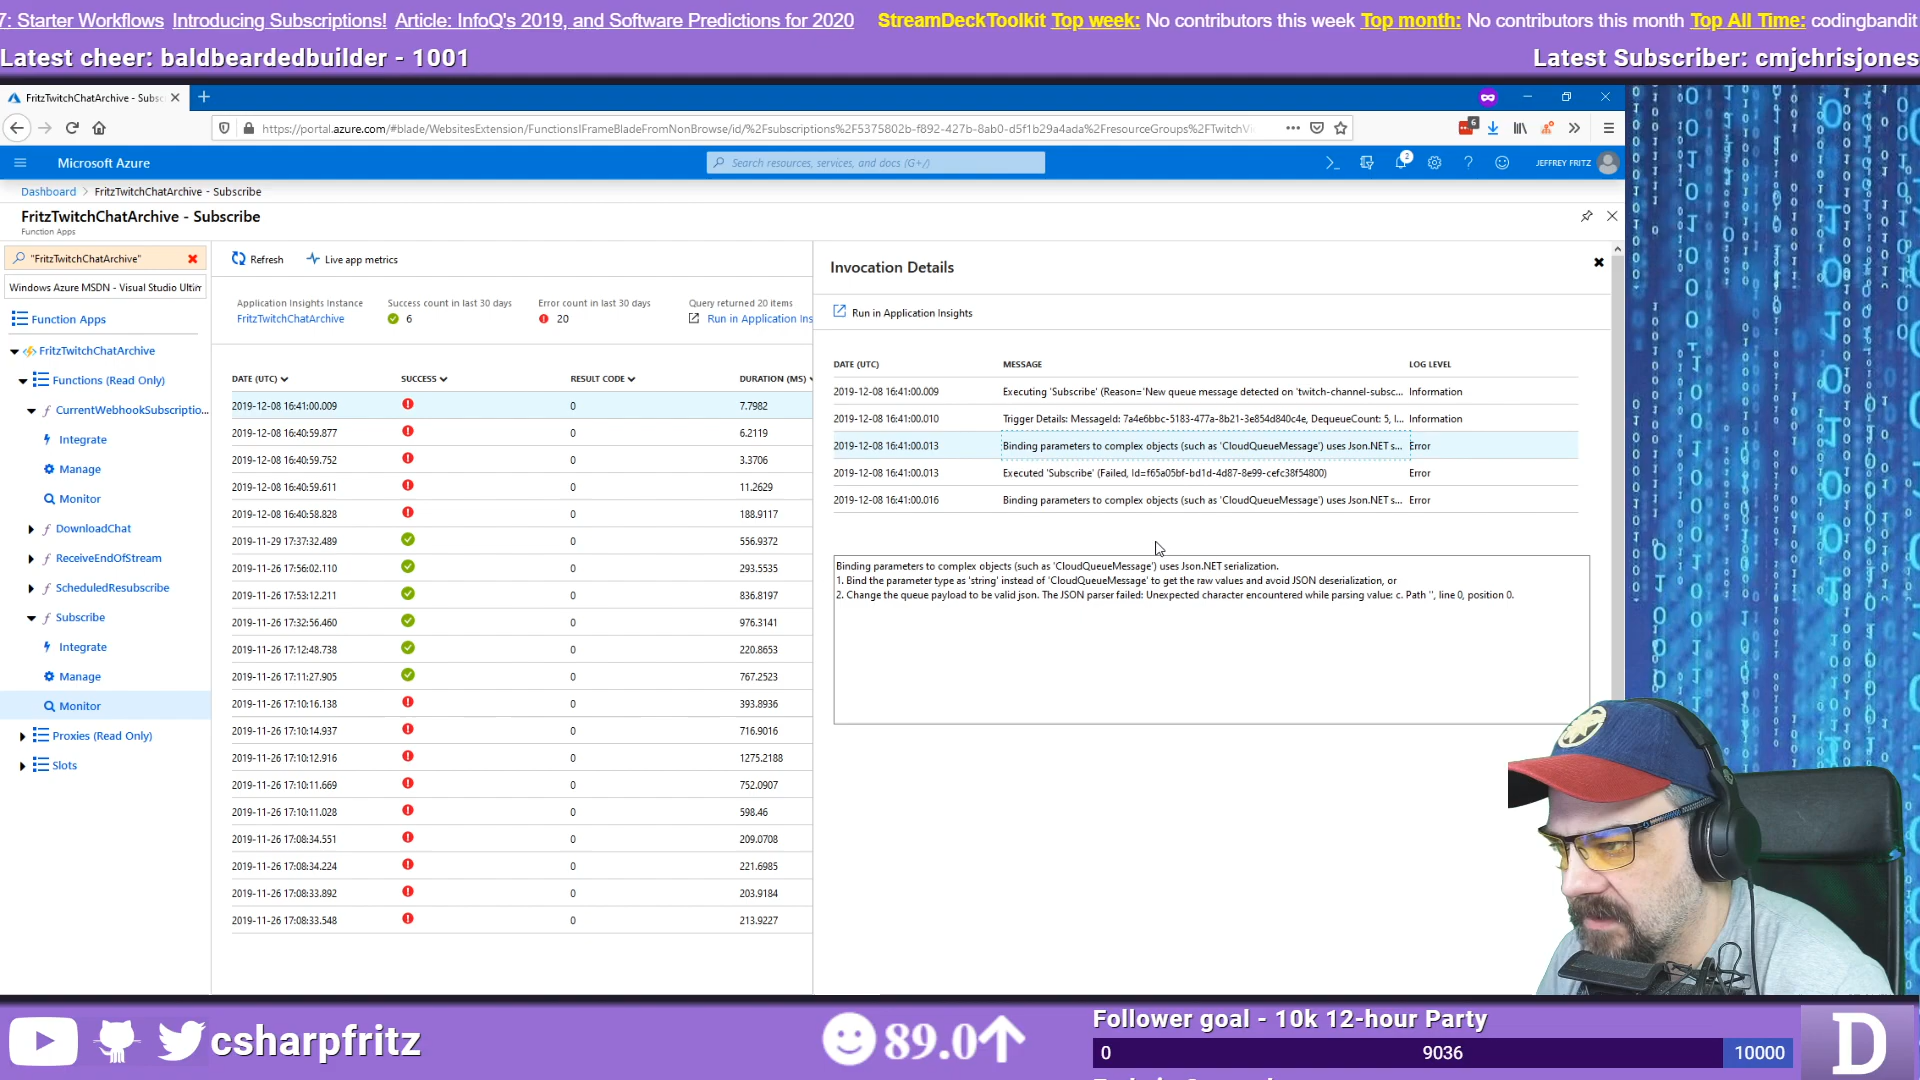 7: Starter Workflows Introducing Subscriptions! Article: InfoQ's 2019, and Software Predictions for 2020 StreamDeckToolkit Top week: No contributors this week Top month: No contributors this month Top All Time: codingbandit
Latest cheer: baldbeardedbuilder - 1001
Latest Subscriber: cmjchrisjones
FritzTwitchChatArchive - Subsc
https://portal.azure.com/#blade/WebsitesExtension/FunctionsIFrameBladeFromNonBrowse/id/%2Fsubscriptions%2F5375802b-f892-427b-8ab0-d5f1b29a4ada%2FresourceGroups%2FTwitchVi
6
Microsoft Azure
Search resources, services, and docs (G+/)
2
JEFFREY FRITZ
Dashboard > FritzTwitchChatArchive - Subscribe
FritzTwitchChatArchive - Subscribe
Function Apps
"FritzTwitchChatArchive"
Windows Azure MSDN - Visual Studio Ultim
Function Apps
FritzTwitchChatArchive
Functions (Read Only)
CurrentWebhookSubscriptio...
Integrate
Manage
Monitor
DownloadChat
ReceiveEndOfStream
ScheduledResubscribe
Subscribe
Integrate
Manage
Monitor
Proxies (Read Only)
Slots
Refresh
Live app metrics
Application Insights Instance
FritzTwitchChatArchive
Success count in last 30 days
6
Error count in last 30 days
20
Query returned 20 items
Run in Application Ins
DATE (UTC) SUCCESS RESULT CODE DURATION (MS)
2019-12-08 16:41:00.009 0 7.7982
2019-12-08 16:40:59.877 0 6.2119
2019-12-08 16:40:59.752 0 3.3706
2019-12-08 16:40:59.611 0 11.2629
2019-12-08 16:40:58.828 0 188.9117
2019-11-29 17:37:32.489 0 556.9372
2019-11-26 17:56:02.110 0 293.5535
2019-11-26 17:53:12.211 0 836.8197
2019-11-26 17:32:56.460 0 976.3141
2019-11-26 17:12:48.738 0 220.8653
2019-11-26 17:11:27.905 0 767.2523
2019-11-26 17:10:16.138 0 393.8936
2019-11-26 17:10:14.937 0 716.9016
2019-11-26 17:10:12.916 0 1275.2188
2019-11-26 17:10:11.669 0 752.0907
2019-11-26 17:10:11.028 0 598.46
2019-11-26 17:08:34.551 0 209.0708
2019-11-26 17:08:34.224 0 221.6985
2019-11-26 17:08:33.892 0 203.9184
2019-11-26 17:08:33.548 0 213.9227
Invocation Details
Run in Application Insights
DATE (UTC) MESSAGE LOG LEVEL
2019-12-08 16:41:00.009 Executing 'Subscribe' (Reason='New queue message detected on 'twitch-channel-subsc... Information
2019-12-08 16:41:00.010 Trigger Details: MessageId: 7a4e6bbc-5183-477a-8b21-3e854d840c4e, DequeueCount: 5, I... Information
2019-12-08 16:41:00.013 Binding parameters to complex objects (such as 'CloudQueueMessage') uses Json.NET s... Error
2019-12-08 16:41:00.013 Executed 'Subscribe' (Failed, Id=f65a05bf-bd1d-4d87-8e99-cefc38f54800) Error
2019-12-08 16:41:00.016 Binding parameters to complex objects (such as 'CloudQueueMessage') uses Json.NET s... Error
Binding parameters to complex objects (such as 'CloudQueueMessage') uses Json.NET serialization.
1. Bind the parameter type as 'string' instead of 'CloudQueueMessage' to get the raw values and avoid JSON deserialization, or
2. Change the queue payload to be valid json. The JSON parser failed: Unexpected character encountered while parsing value: c. Path '', line 0, position 0.
csharpfritz
89.0
Follower goal - 10k 12-hour Party
0 9036 10000
D